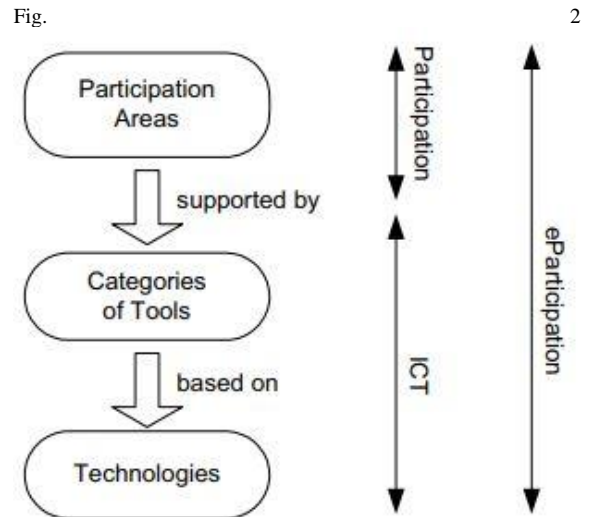 Fig. 2
Participation
Areas
supported by
Categories
of Tools
based on
Technologies
Participation
ICT
eParticipation